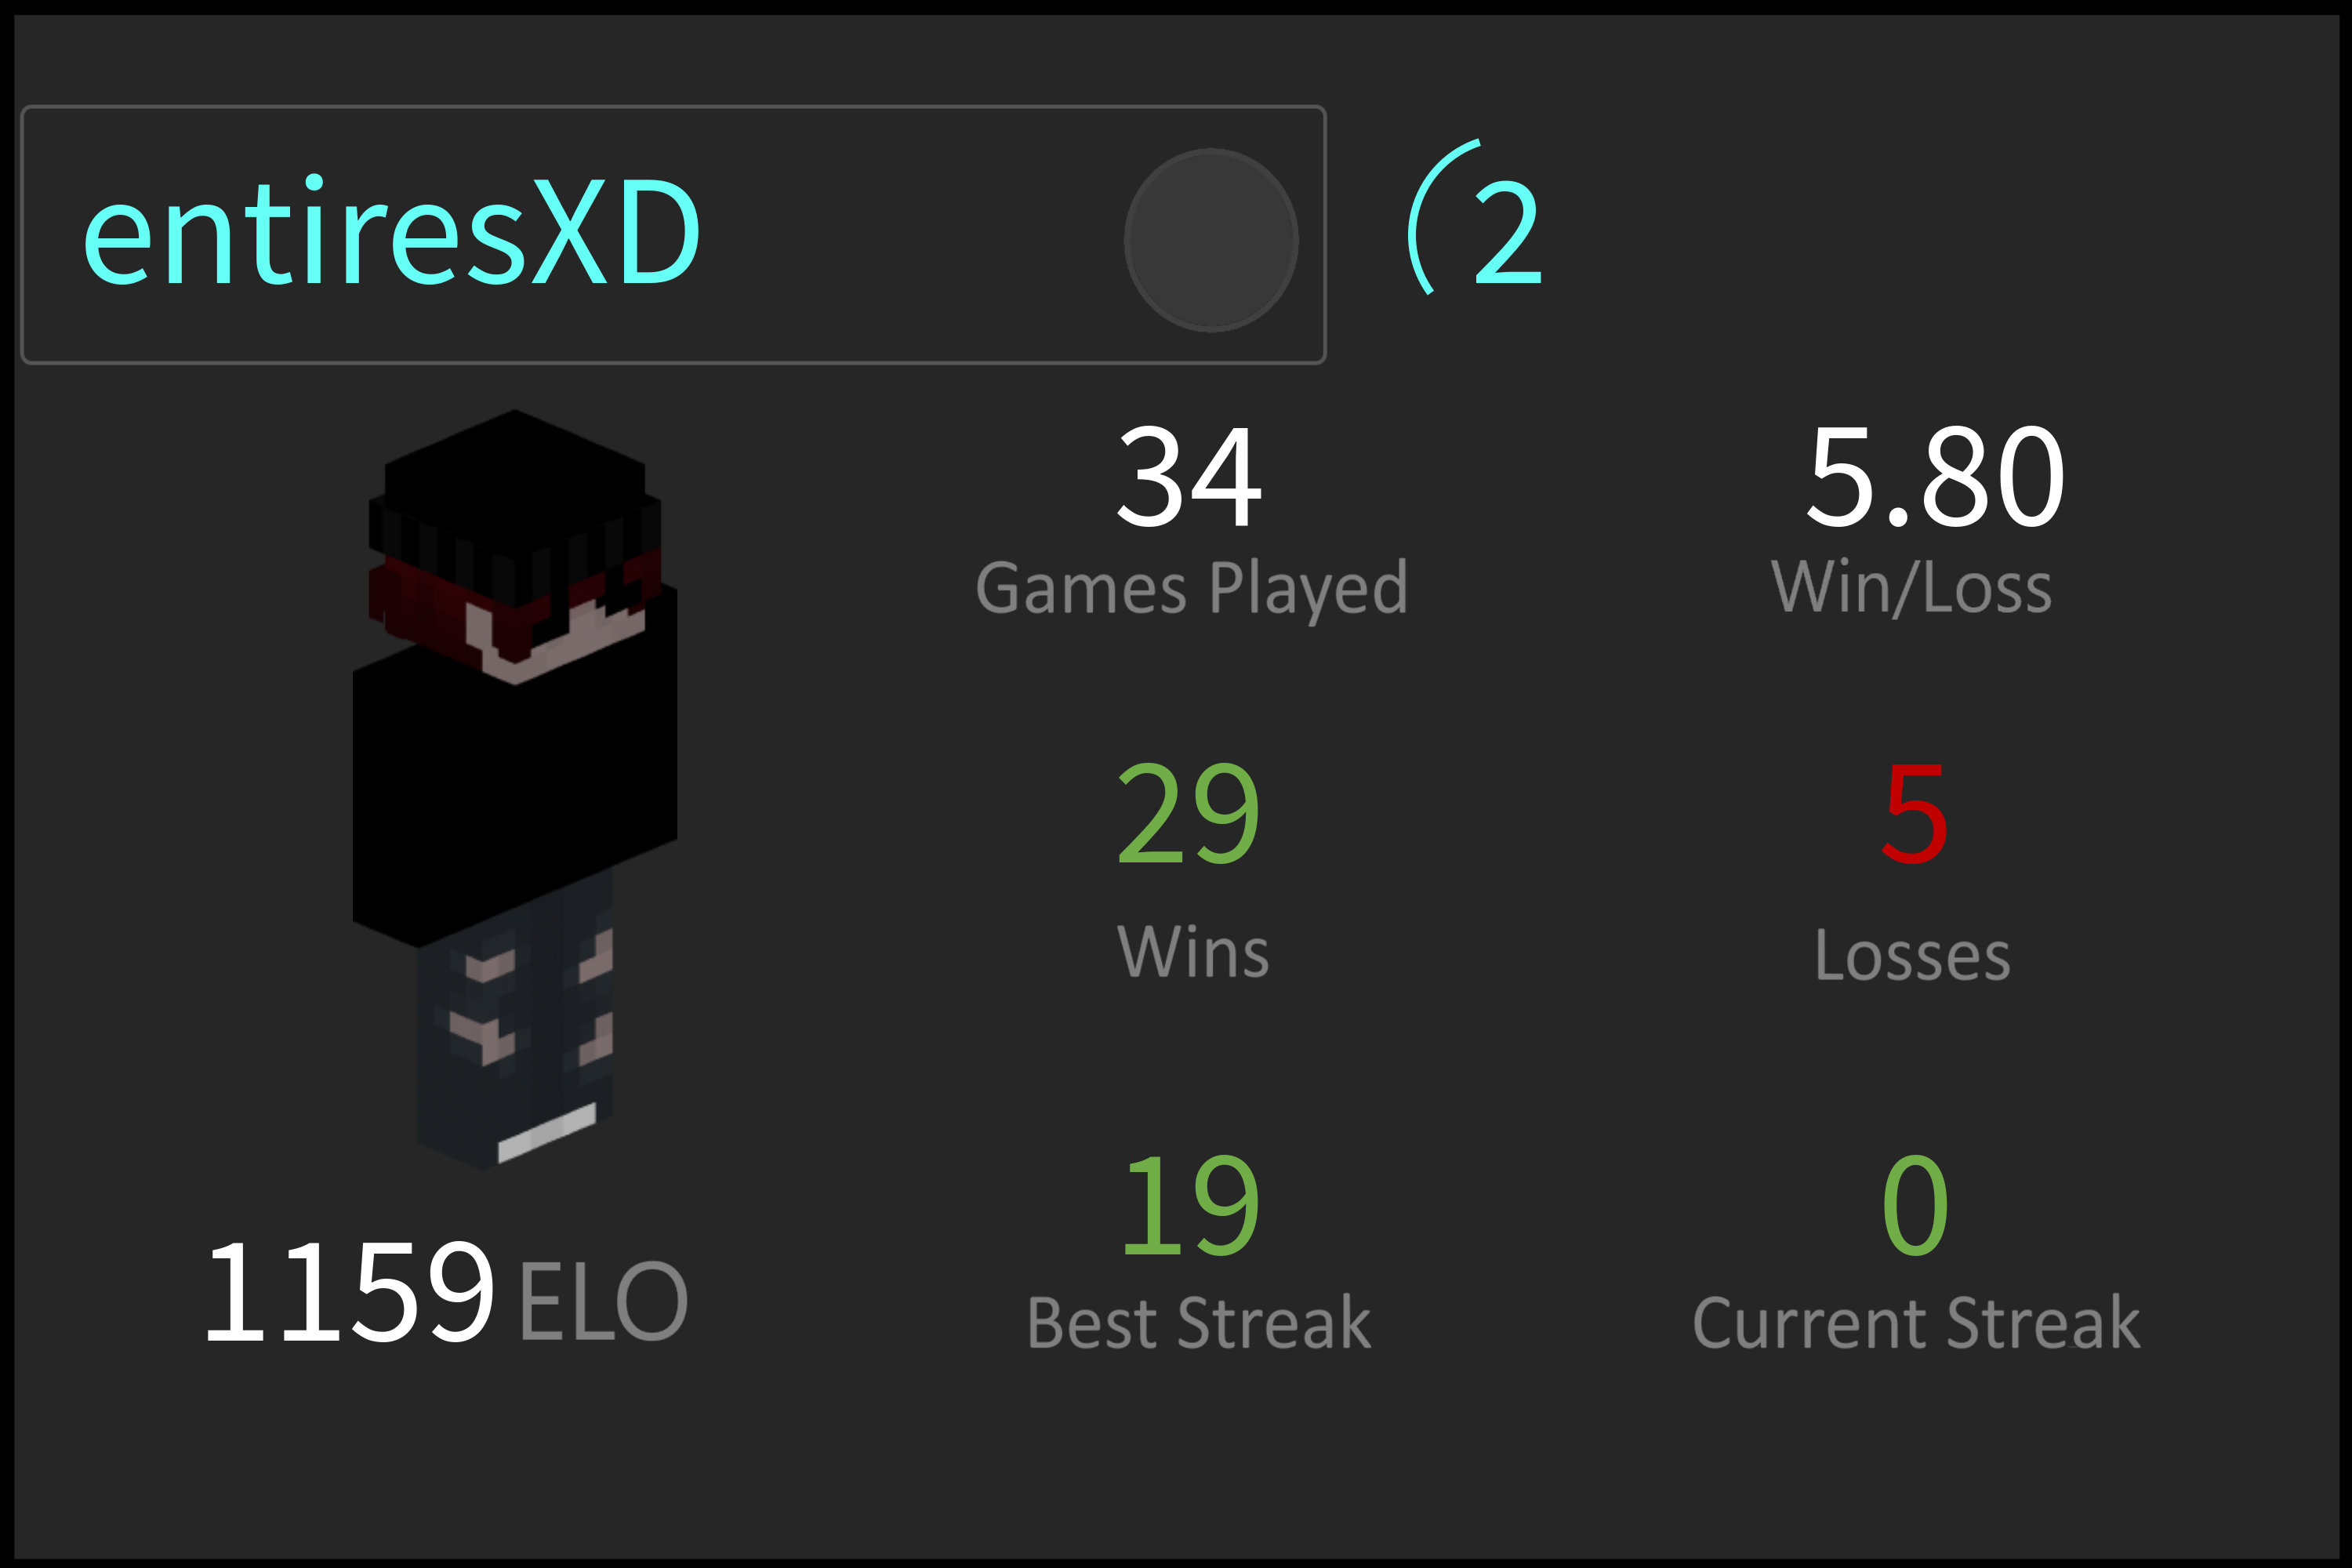 entiresXD
2
34
5.80
Games Played
Win/Loss
29
5
Wins
Losses
19
0
1159 ELO
Best Streak
Current Streak